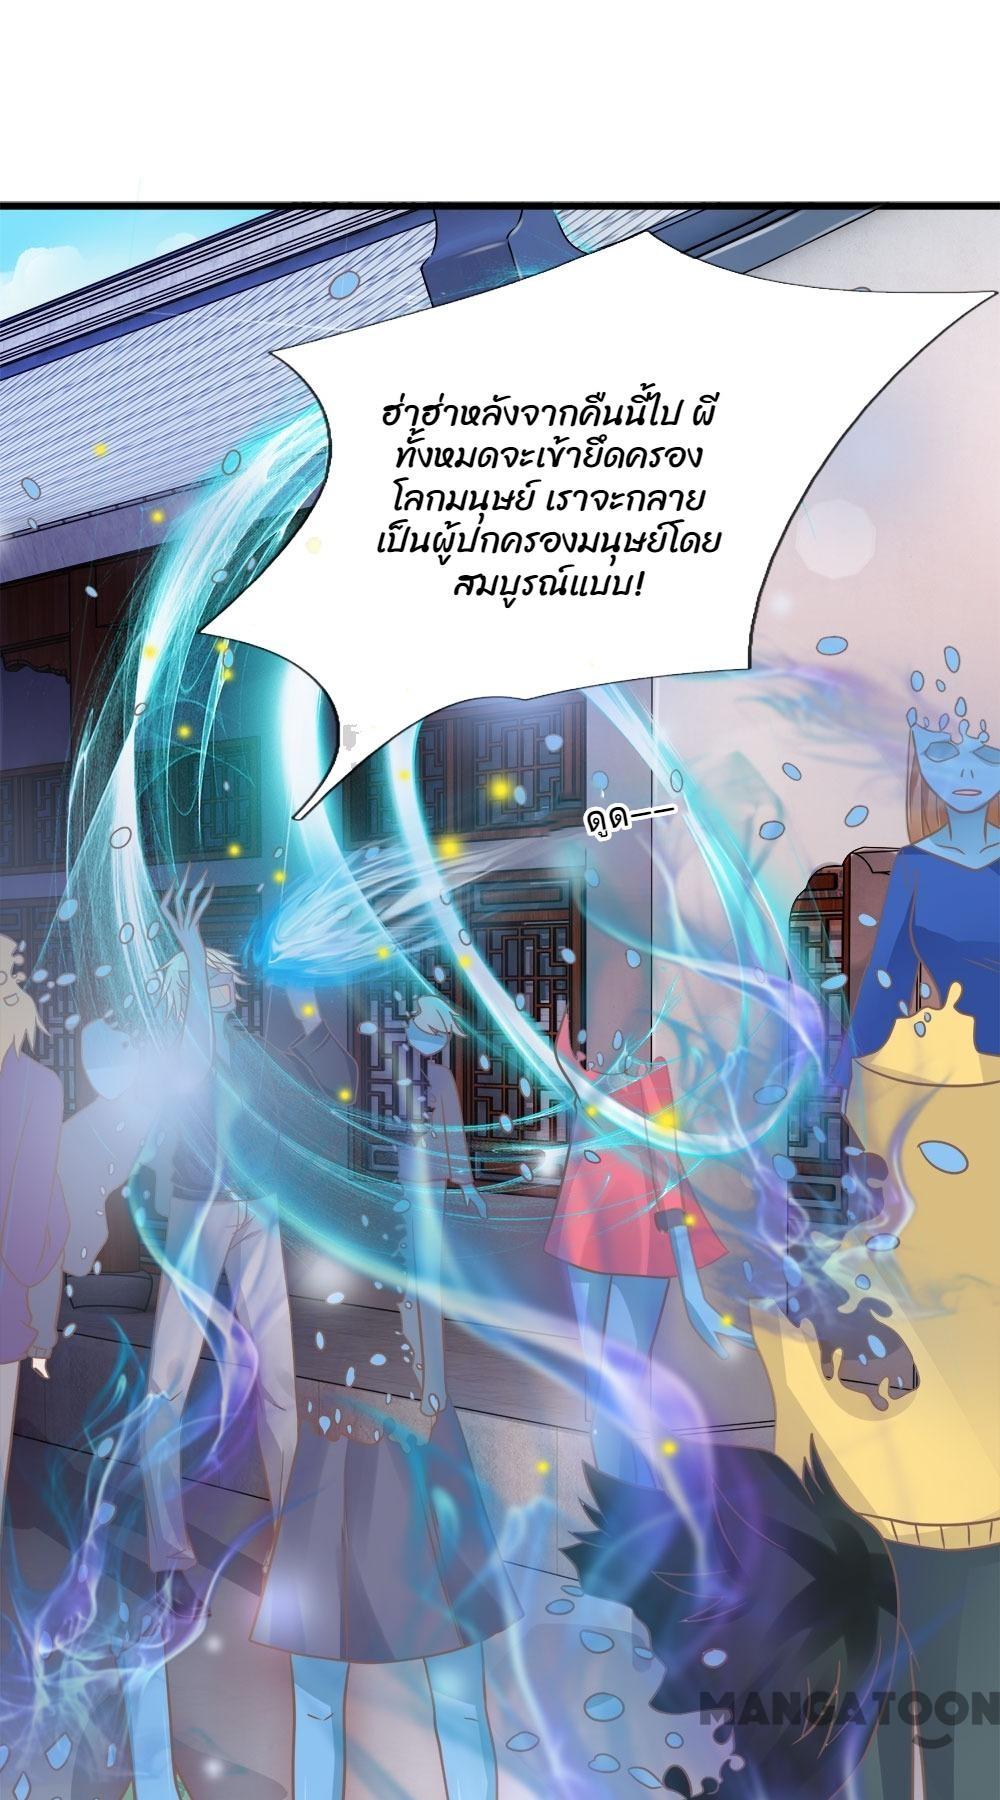 ฮ่าฮ่าหลังจากคืนนี้ไป ผี
ทั้งหมดจะเข้ายึดครอง
โลกมนุษย์ เราจะกลาย
เป็นผู้ปกครองมนุษย์โดย
สมบูรณ์แบบ!
ดูด——
MANGATOON